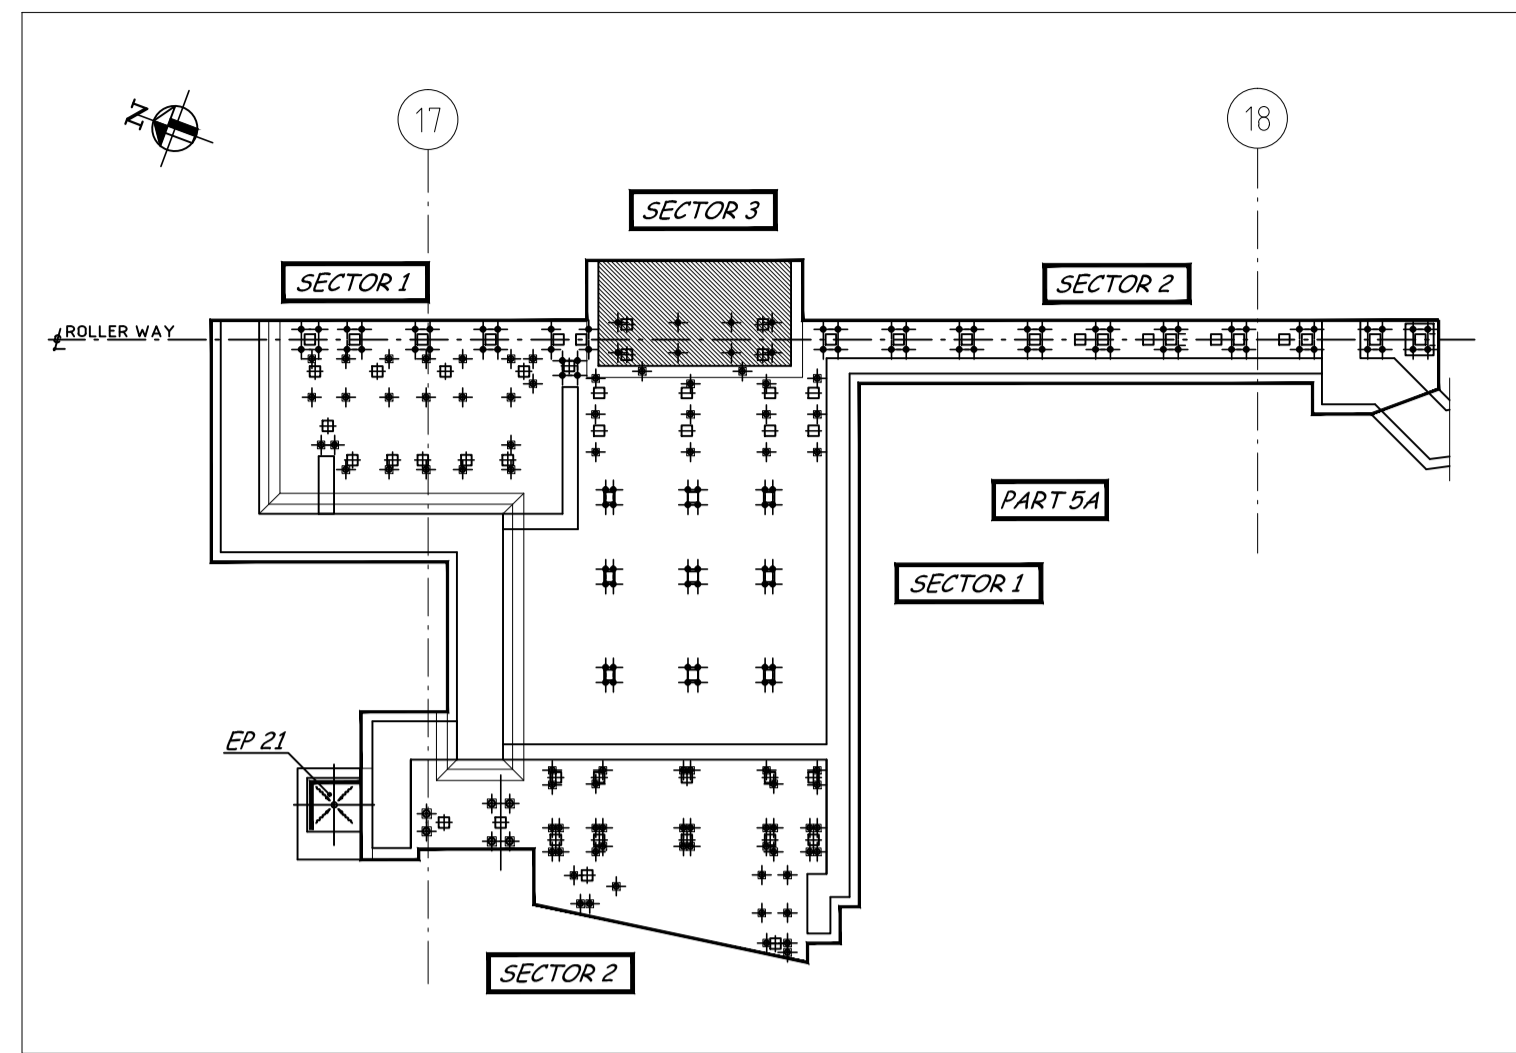 N
17
18
SECTOR 3
SECTOR 1
SECTOR 2
ROLLER WAY
PART 5A
SECTOR 1
EP 21
SECTOR 2